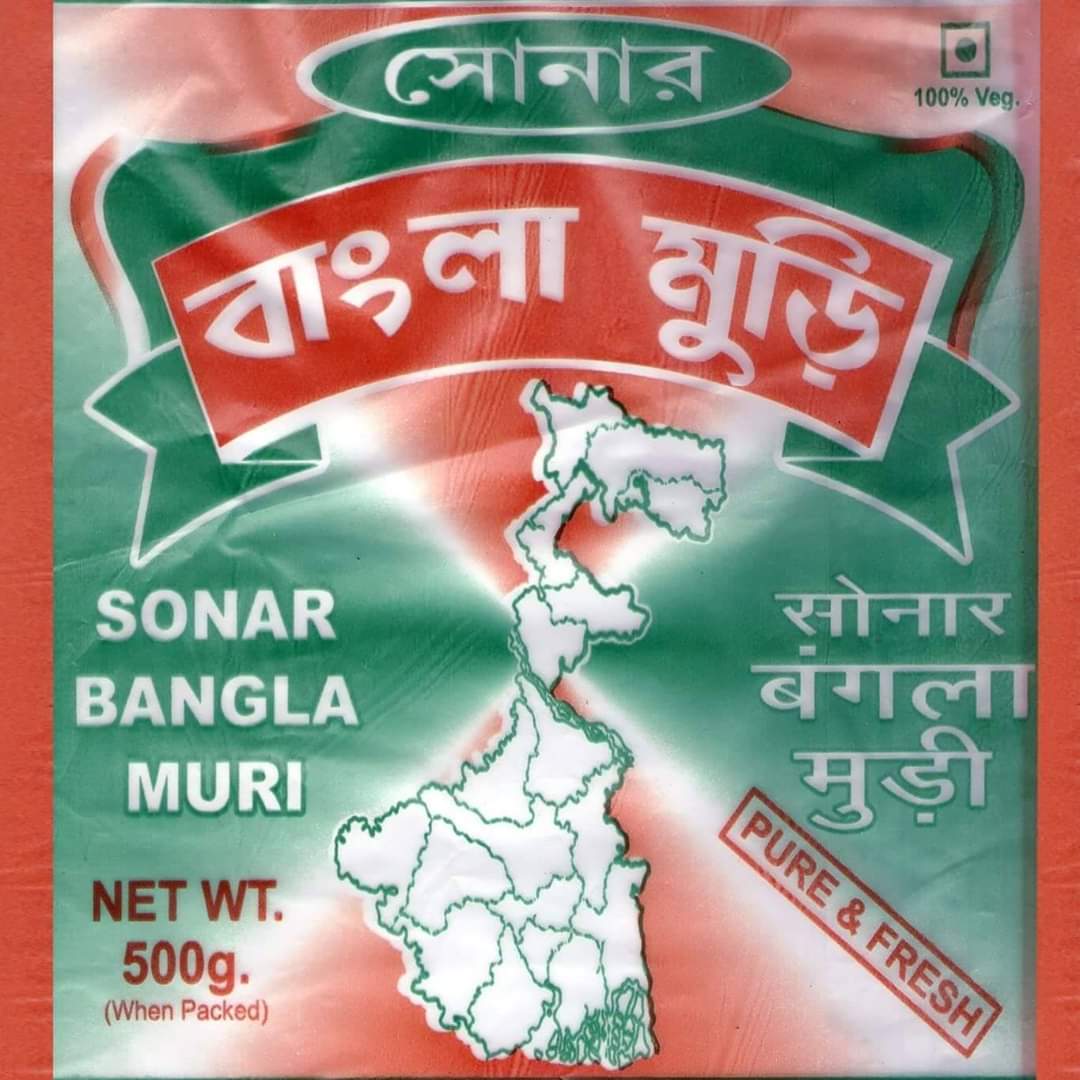 সোনার
100% Veg.
বাংলা মুড়ি
SONAR
BANGLA
MURI
सोनार
बंगला
मुड़ी
PURE & FRESH
NET WT.
500g.
(When Packed)